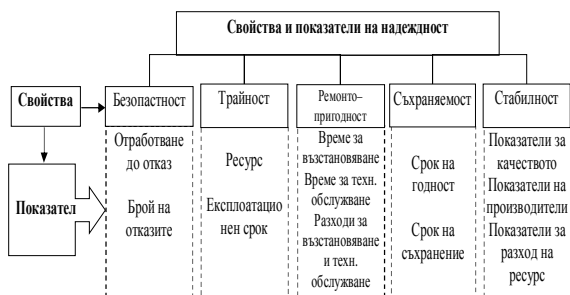 Свойства и показатели на надеждност
Свойства
Безопастност
Трайност
Ремонто–
пригодност
Съхраняемост
Стабилност
Показател
Отработване
до отказ
Брой на
отказите
Ресурс
Експлоатацио
нен срок
Време за
възстановяване
Време за техн.
обслужване
Разходи за
възстановяване
и техн.
обслужване
Срок на
годност
Срок на
съхранение
Показатели за
качеството
Показатели на
производители
Показатели за
разход на
ресурс